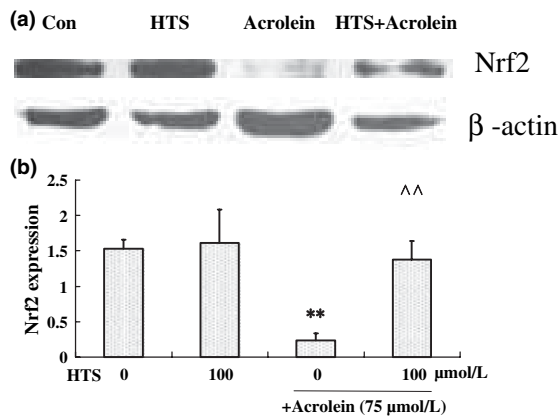 (a) Con HTS Acrolein HTS+Acrolein
Nrf2
β -actin
(b)
2.5
2
1.5
1
0.5
0
Nrf2 expression
**
^^
HTS 0 100 0 100 μmol/L
+Acrolein (75 μmol/L)